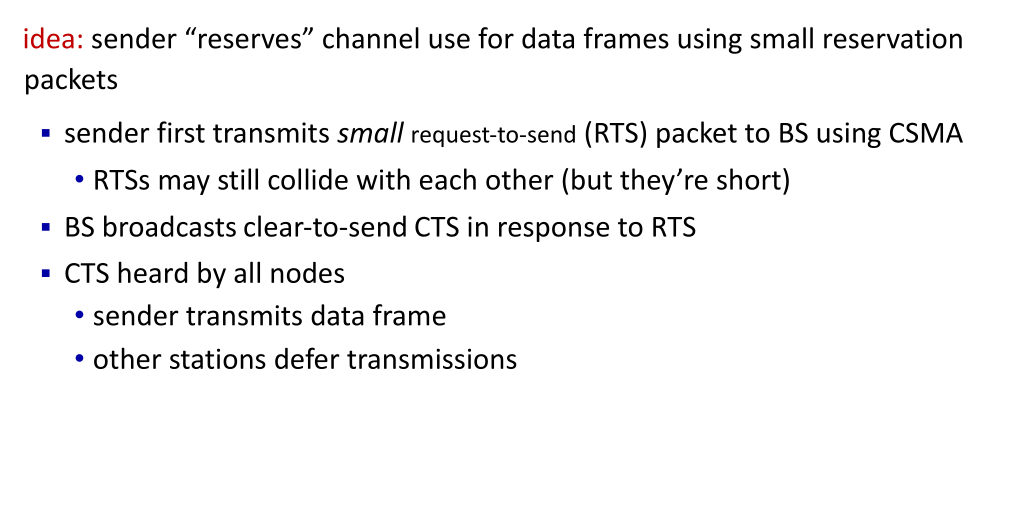 idea: sender “reserves” channel use for data frames using small reservation
packets
▪ sender first transmits small request-to-send (RTS) packet to BS using CSMA
• RTSs may still collide with each other (but they’re short)
▪ BS broadcasts clear-to-send CTS in response to RTS
▪ CTS heard by all nodes
• sender transmits data frame
• other stations defer transmissions